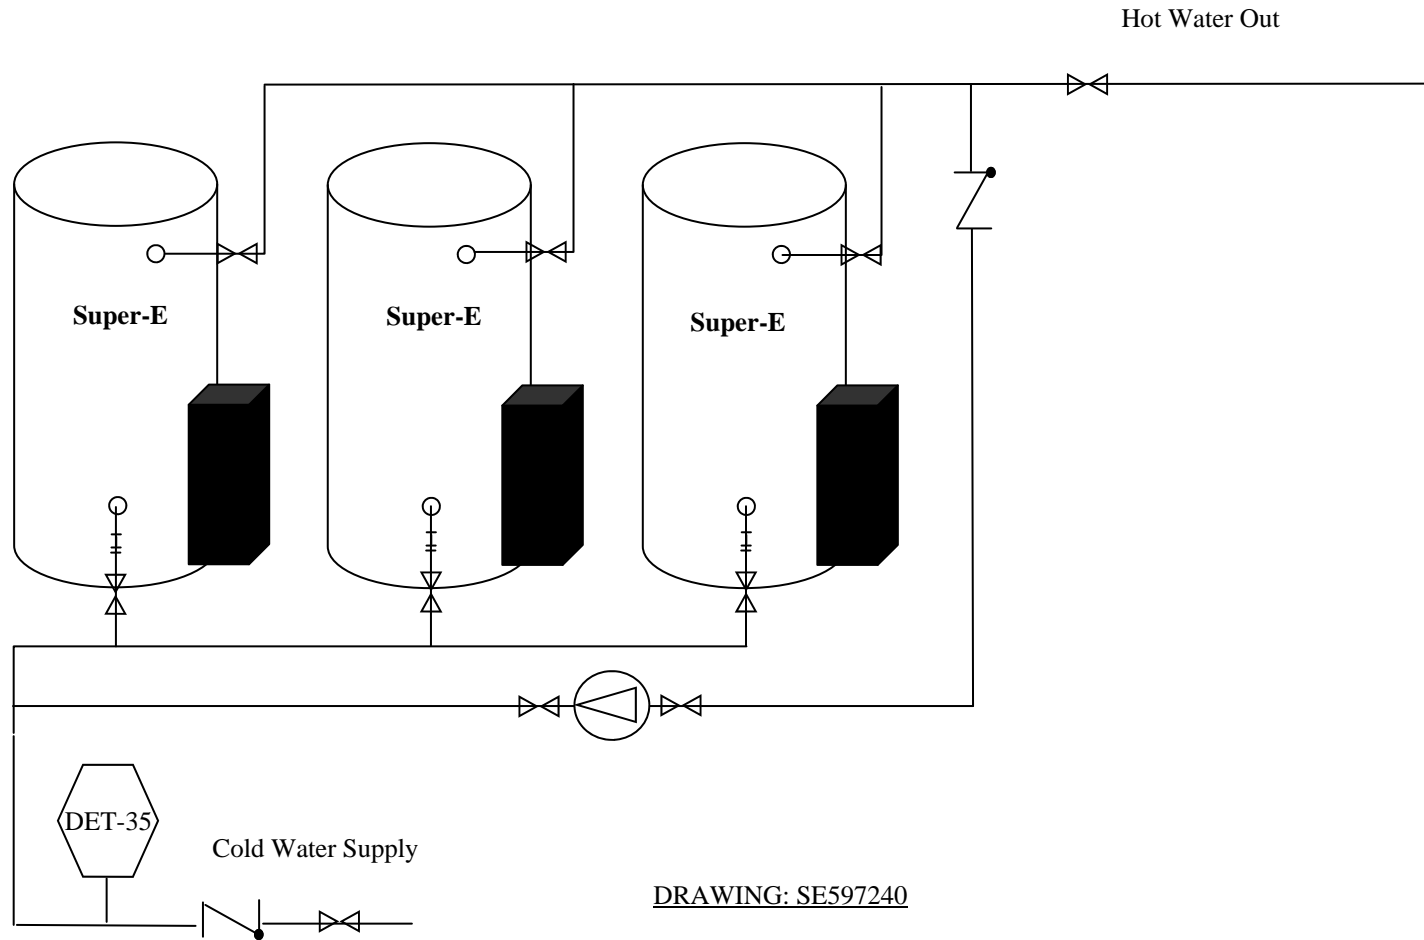 Hot Water Out
Super-E
Super-E
Super-E
DET-35
Cold Water Supply
DRAWING: SE597240